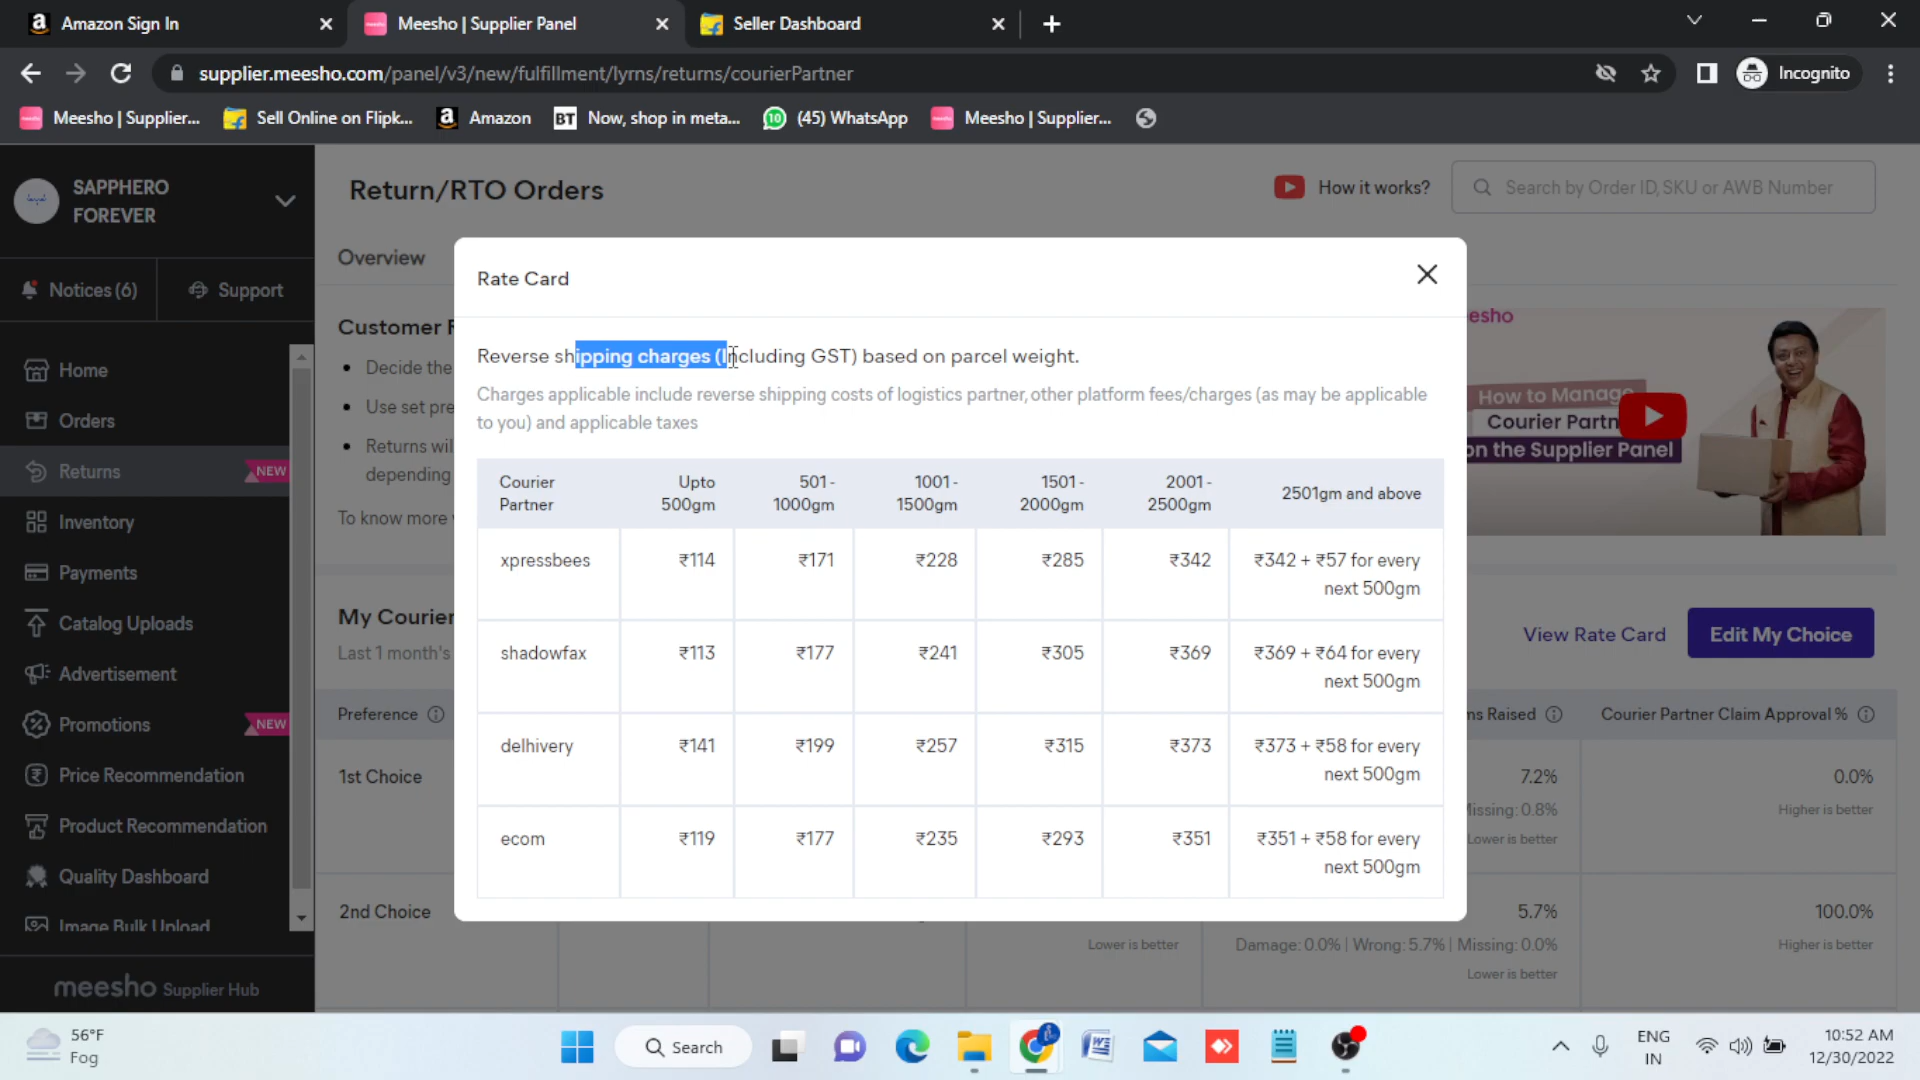 Amazon Sign In
Meesho | Supplier Panel
Seller Dashboard
supplier.meesho.com/panel/v3/new/fulfillment/lyrns/returns/courierPartner
Incognito
Meesho | Supplier...
Sell Online on Flipk...
Amazon
BT Now, shop in meta...
(45) WhatsApp
Meesho | Supplier...
SAPPHERO
FOREVER
Notices (6)
Support
Home
Orders
Returns
NEW
Inventory
Payments
Catalog Uploads
Advertisement
Promotions
NEW
Price Recommendation
Product Recommendation
Quality Dashboard
Image Bulk Upload
meesho Supplier Hub
Return/RTO Orders
How it works?
Search by Order ID, SKU or AWB Number
Overview
Customer
Decide the
Use set pre
Returns wil
depending
To know more
esho
How to Manage
Courier Partn
on the Supplier Panel
Rate Card
Reverse shipping charges (Including GST) based on parcel weight.
Charges applicable include reverse shipping costs of logistics partner, other platform fees/charges (as may be applicable
to you) and applicable taxes
Courier Partner
Upto 500gm
501 - 1000gm
1001 - 1500gm
1501 - 2000gm
2001 - 2500gm
2501gm and above
xpressbees ₹114 ₹171 ₹228 ₹285 ₹342 ₹342 + ₹57 for every next 500gm
shadowfax ₹113 ₹177 ₹241 ₹305 ₹369 ₹369 + ₹64 for every next 500gm
delhivery ₹141 ₹199 ₹257 ₹315 ₹373 ₹373 + ₹58 for every next 500gm
ecom ₹119 ₹177 ₹235 ₹293 ₹351 ₹351 + ₹58 for every next 500gm
My Courier
Last 1 month's
View Rate Card
Edit My Choice
Preference
ms Raised
Courier Partner Claim Approval %
1st Choice
7.2%
Missing: 0.8%
Lower is better
0.0%
Higher is better
2nd Choice
Lower is better
5.7%
Damage: 0.0% | Wrong: 5.7% | Missing: 0.0%
Lower is better
100.0%
Higher is better
56°F
Fog
Search
ENG
IN
10:52 AM
12/30/2022